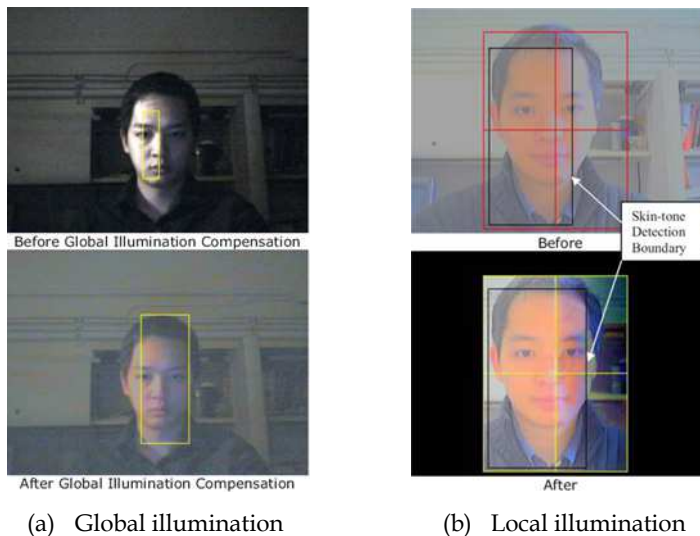 Before Global Illumination Compensation
After Global Illumination Compensation
(a) Global illumination
Before
Skin-tone
Detection
Boundary
After
(b) Local illumination